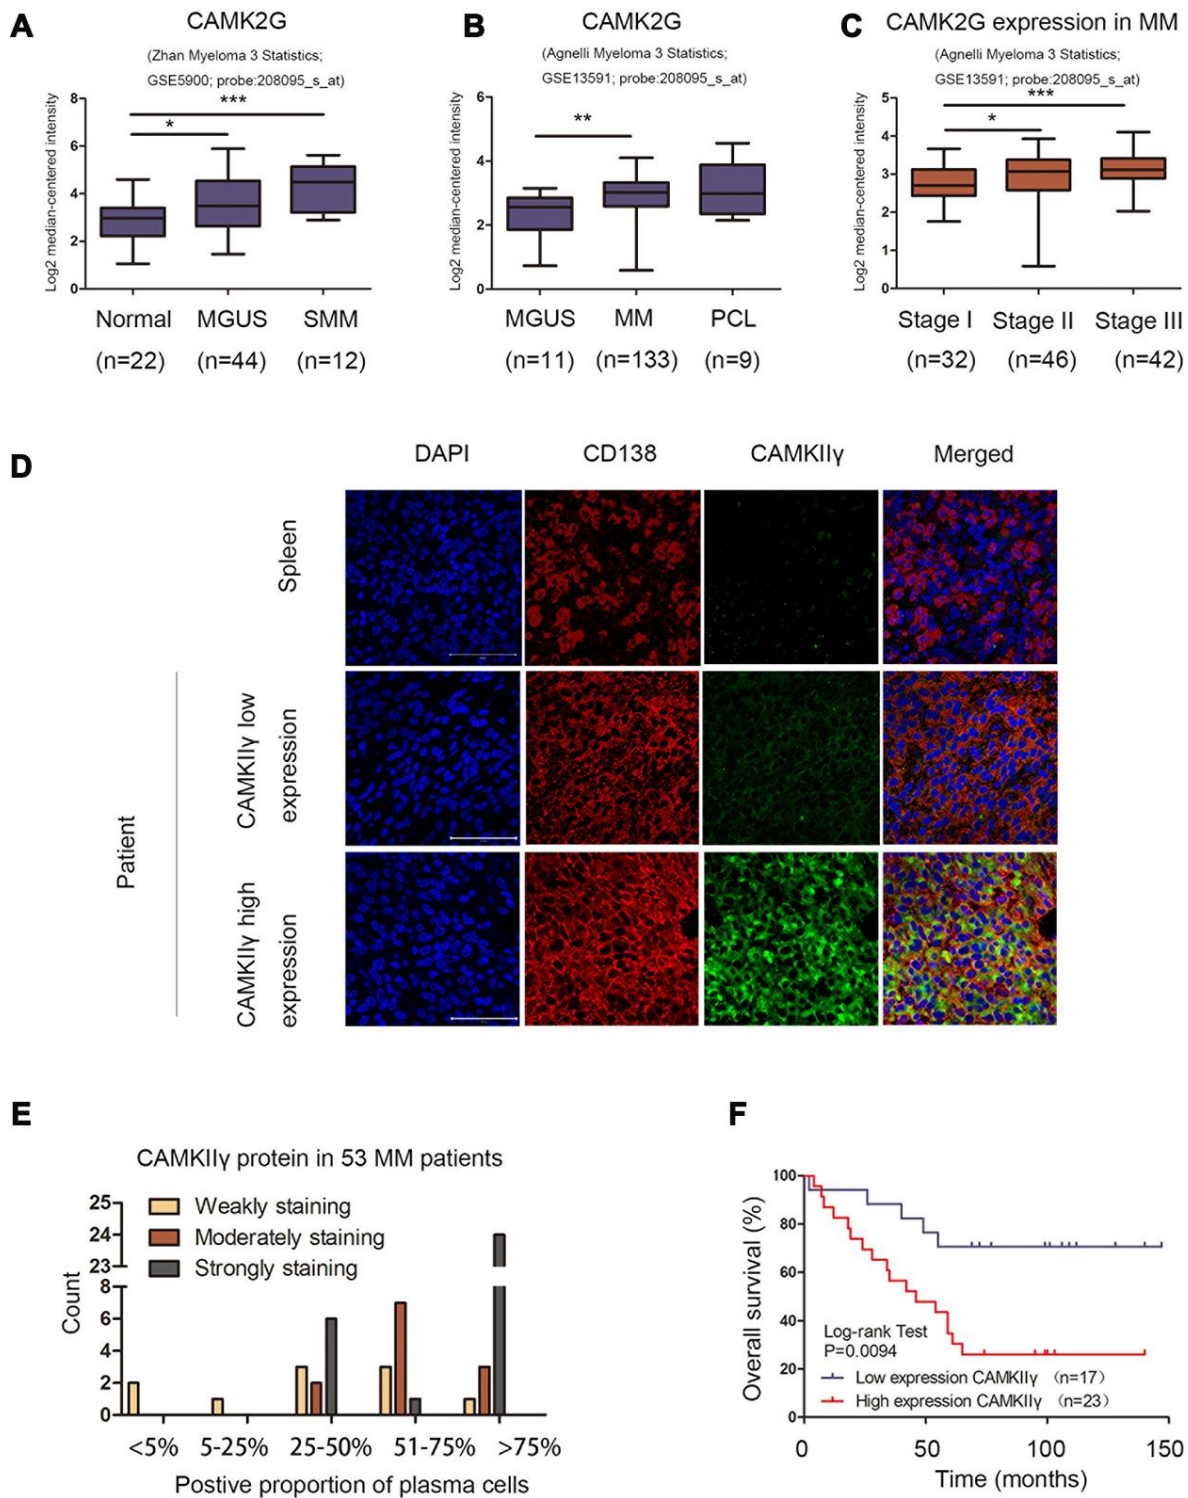 A
CAMK2G
(Zhan Myeloma 3 Statistics;
GSE5900; probe:208095_s_at)
Log2 median-centered intensity
8
6
4
2
0
***
*
Normal
MGUS
SMM
(n=22)
(n=44)
(n=12)
B
CAMK2G
(Agnelli Myeloma 3 Statistics;
GSE13591; probe:208095_s_at)
Log2 median-centered intensity
6
4
2
0
**
MGUS
MM
PCL
(n=11)
(n=133)
(n=9)
C
CAMK2G expression in MM
(Agnelli Myeloma 3 Statistics;
GSE13591; probe:208095_s_at)
Log2 median-centered intensity
5
4
3
2
1
0
***
*
Stage I
Stage II
Stage III
(n=32)
(n=46)
(n=42)
D
DAPI
CD138
CAMKIIγ
Merged
Spleen
Patient
CAMKIIγ low
expression
CAMKIIγ high
expression
E
CAMKIIγ protein in 53 MM patients
Count
25
24
23
8
6
4
2
0
Weakly staining
Moderately staining
Strongly staining
<5%
5-25%
25-50%
51-75%
>75%
Postive proportion of plasma cells
F
Overall survival (%)
100
80
60
40
20
0
Log-rank Test
P=0.0094
Low expression CAMKIIγ (n=17)
High expression CAMKIIγ (n=23)
0
50
100
150
Time (months)